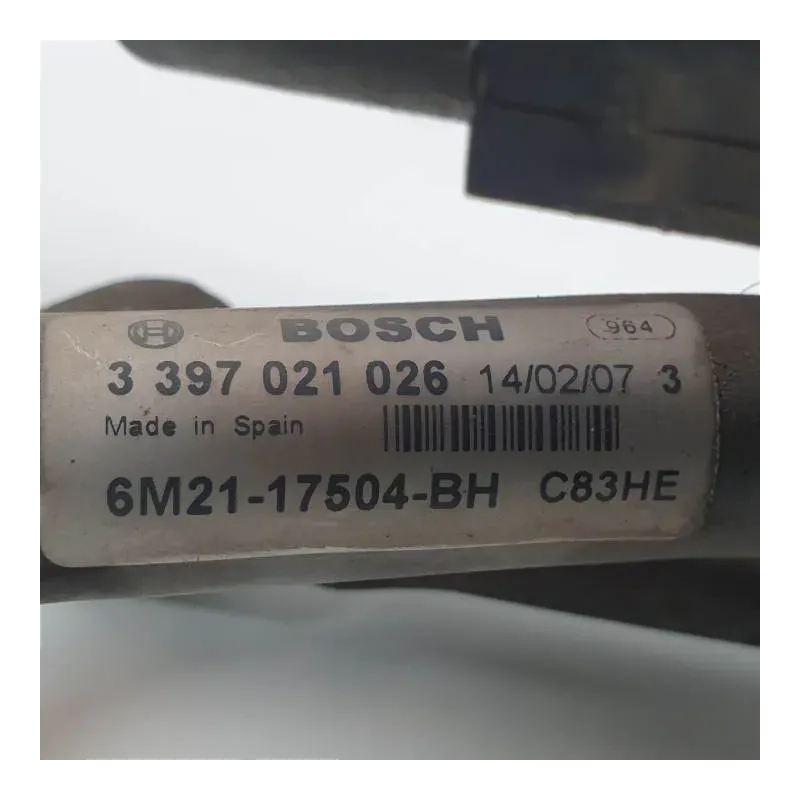 BOSCH 964
3 397 021 026 14/02/07 3
Made in Spain
6M21-17504-BH C83HE